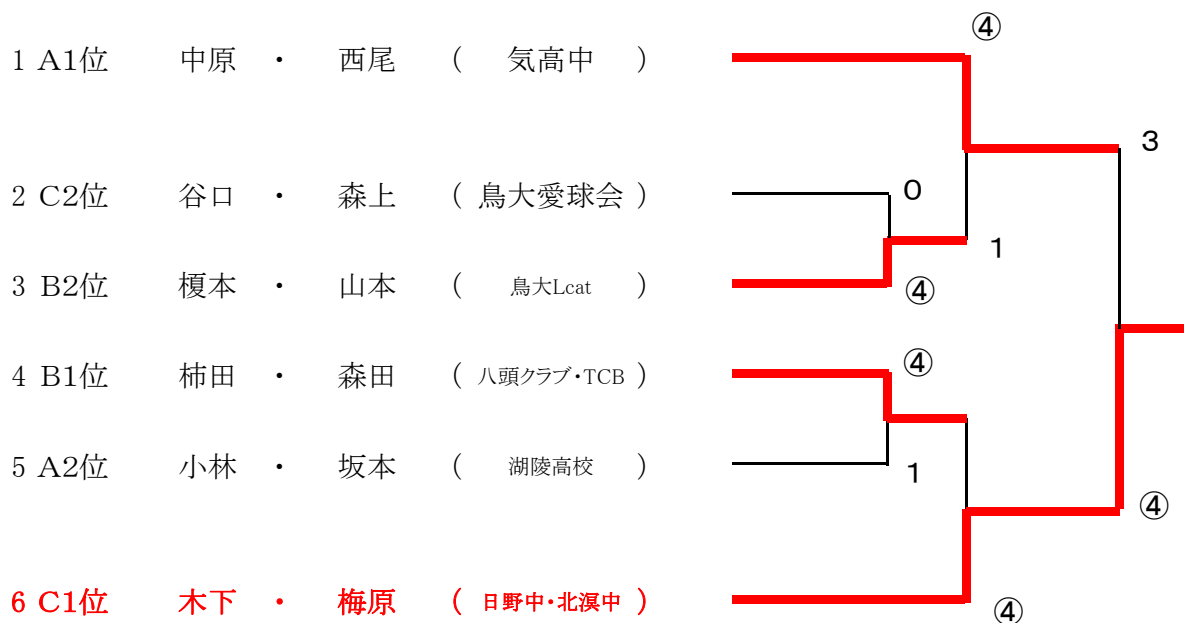 ④
1 A1位 中原 ・ 西尾 ( 気高中 )
3
2 C2位 谷口 ・ 森上 ( 鳥大愛球会 )
0
1
3 B2位 榎本 ・ 山本 ( 鳥大Lcat )
④
4 B1位 柿田 ・ 森田 ( 八頭クラブ・TCB )
④
5 A2位 小林 ・ 坂本 ( 湖陵高校 )
1
④
6 C1位 木下 ・ 梅原 ( 日野中・北溟中 )
④